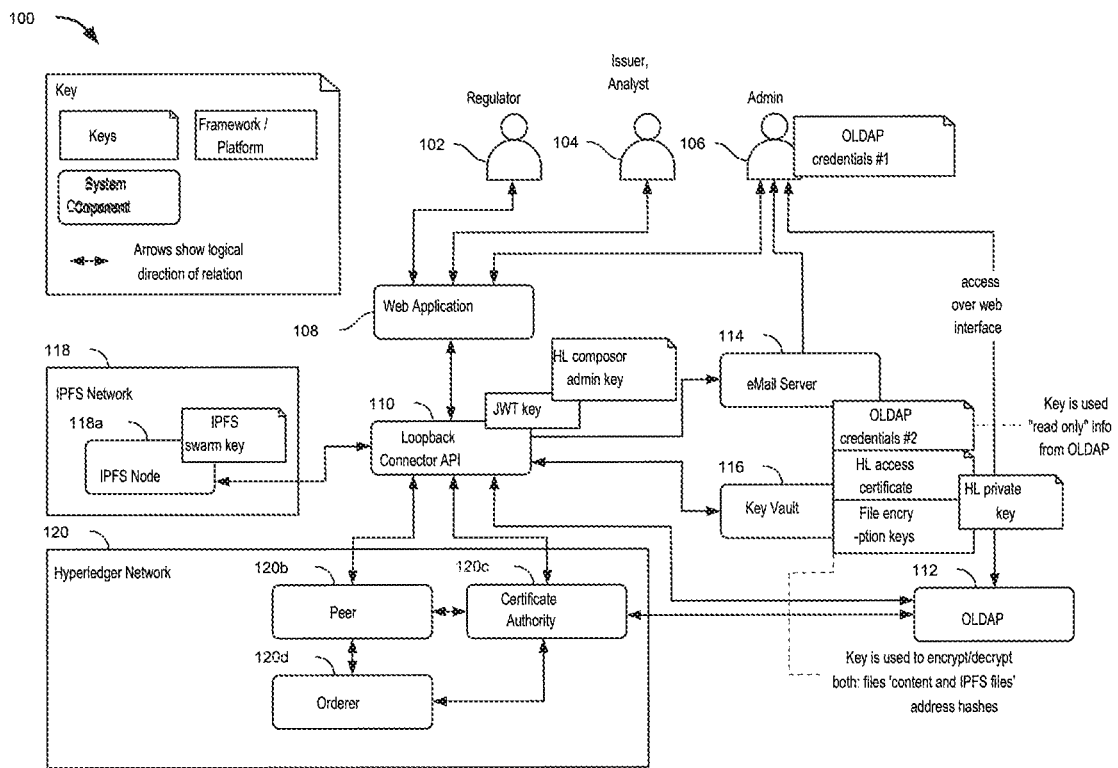 100
Key
Keys
Framework /
Platform
System
Component
Arrows show logical
direction of relation
Regulator
102
Issuer,
Analyst
104
Admin
106
OLDAP
credentials #1
Web Application
108
access
over web
interface
118
IPFS Network
118a
IPFS
swarm key
IPFS Node
110
Loopback
Connector API
JWT key
HL composor
admin key
114
eMail Server
OLDAP
credentials #2
Key is used
"read only" info
from OLDAP
116
Key Vault
HL access
certificate
File encry
-ption keys
HL private
key
120
Hyperledger Network
120b
Peer
120c
Certificate
Authority
120d
Orderer
112
OLDAP
Key is used to encrypt/decrypt
both: files 'content and IPFS files'
address hashes